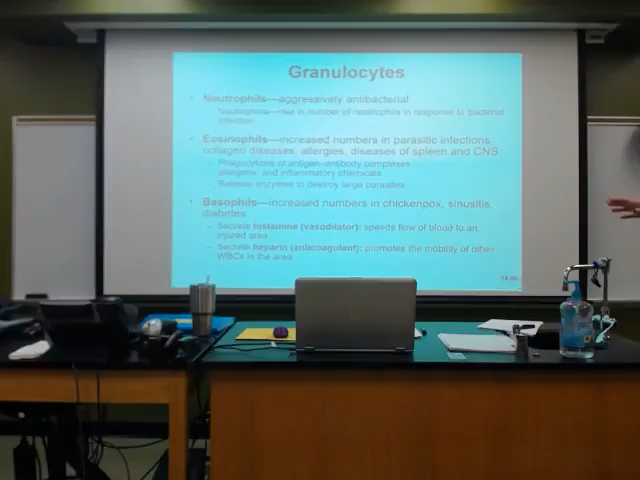 Granulocytes
• Neutrophils—aggressively antibacterial
– Neutrophilia—rise in number of neutrophils in response to bacterial
infection
• Eosinophils—increased numbers in parasitic infections,
collagen diseases, allergies, diseases of spleen and CNS
– Phagocytosis of antigen–antibody complexes,
allergens, and inflammatory chemicals
– Release enzymes to destroy large parasites
• Basophils—increased numbers in chickenpox, sinusitis,
diabetes
– Secrete histamine (vasodilator): speeds flow of blood to an
injured area
– Secrete heparin (anticoagulant): promotes the mobility of other
WBCs in the area